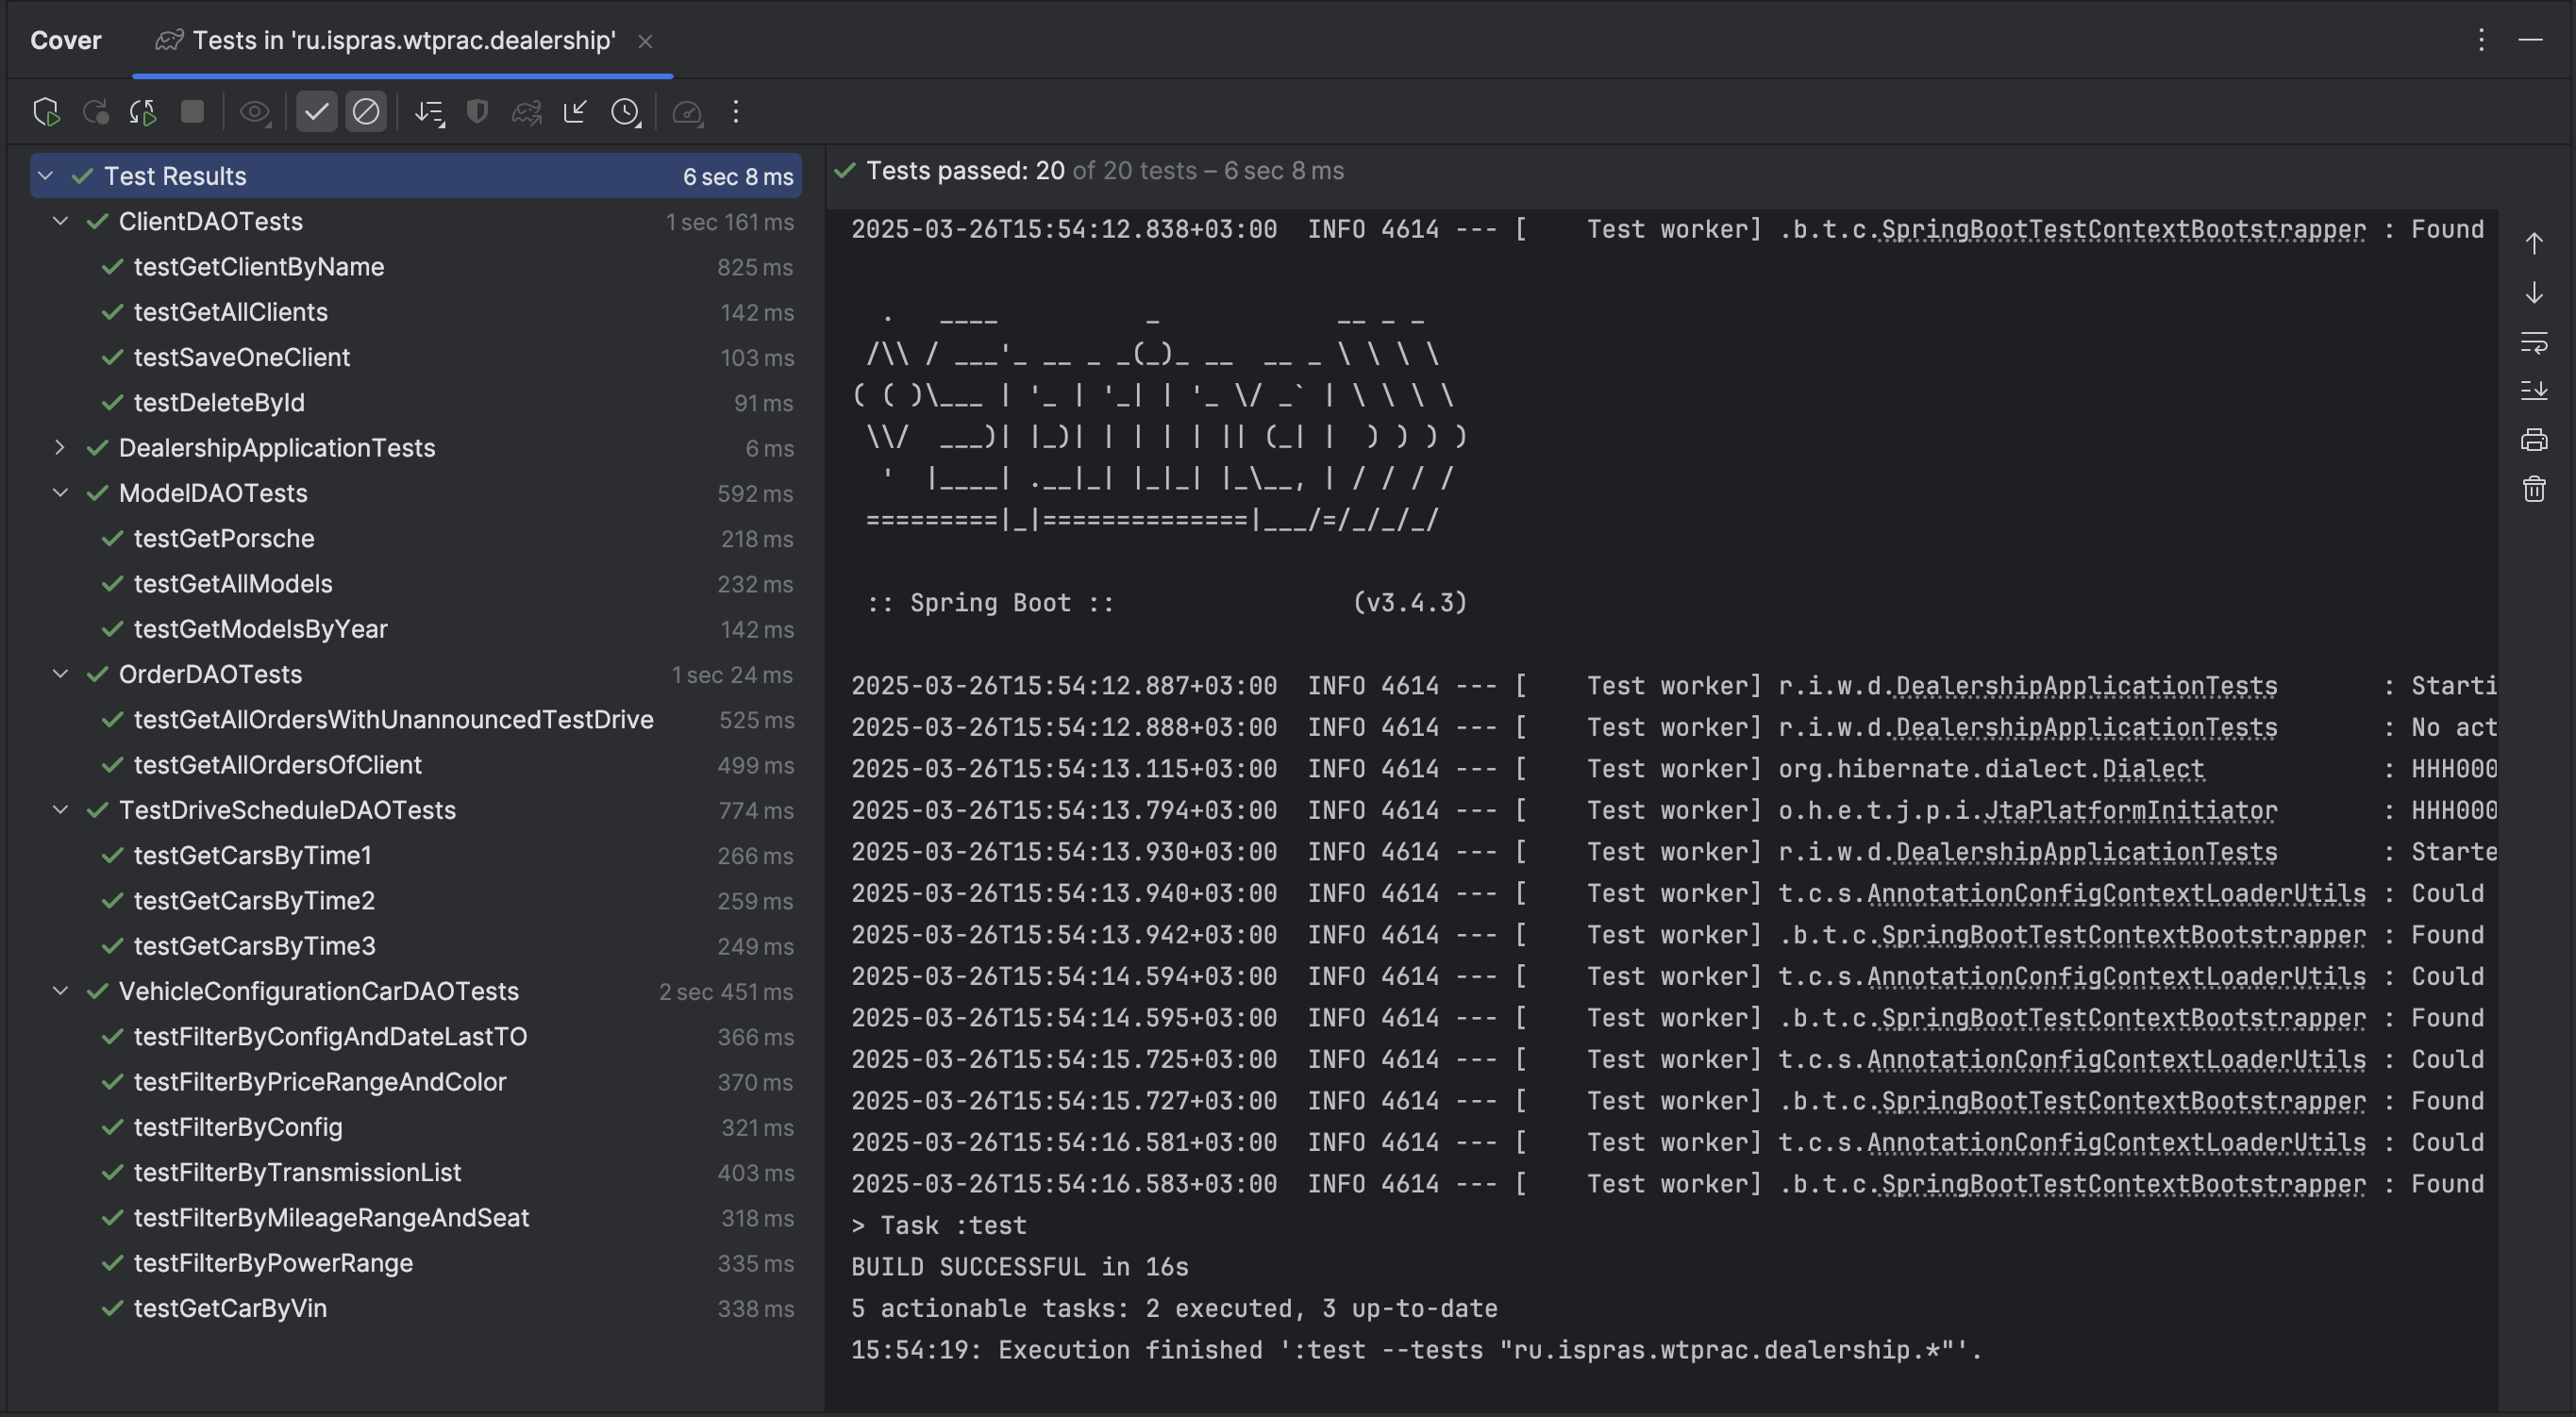 Cover Tests in 'ru.ispras.wtprac.dealership'
Test Results 6 sec 8 ms
ClientDAOTests 1 sec 161 ms
testGetClientByName 825 ms
testGetAllClients 142 ms
testSaveOneClient 103 ms
testDeleteById 91 ms
DealershipApplicationTests 6 ms
ModelDAOTests 592 ms
testGetPorsche 218 ms
testGetAllModels 232 ms
testGetModelsByYear 142 ms
OrderDAOTests 1 sec 24 ms
testGetAllOrdersWithUnannouncedTestDrive 525 ms
testGetAllOrdersOfClient 499 ms
TestDriveScheduleDAOTests 774 ms
testGetCarsByTime1 266 ms
testGetCarsByTime2 259 ms
testGetCarsByTime3 249 ms
VehicleConfigurationCarDAOTests 2 sec 451 ms
testFilterByConfigAndDateLastTO 366 ms
testFilterByPriceRangeAndColor 370 ms
testFilterByConfig 321 ms
testFilterByTransmissionList 403 ms
testFilterByMileageRangeAndSeat 318 ms
testFilterByPowerRange 335 ms
testGetCarByVin 338 ms
Tests passed: 20 of 20 tests – 6 sec 8 ms
2025-03-26T15:54:12.838+03:00  INFO 4614 --- [    Test worker] .b.t.c.SpringBootTestContextBootstrapper : Found
  .   ____          _            __ _ _
 /\\ / ___'_ __ _ _(_)_ __  __ _ \ \ \ \
( ( )\___ | '_ | '_| | '_ \/ _` | \ \ \ \
 \\/  ___)| |_)| | | | | || (_| |  ) ) ) )
  '  |____| .__|_| |_|_| |_\__, | / / / /
 =========|_|==============|___/=/_/_/_/
 :: Spring Boot ::                (v3.4.3)
2025-03-26T15:54:12.887+03:00  INFO 4614 --- [    Test worker] r.i.w.d.DealershipApplicationTests       : Starti
2025-03-26T15:54:12.888+03:00  INFO 4614 --- [    Test worker] r.i.w.d.DealershipApplicationTests       : No act
2025-03-26T15:54:13.115+03:00  INFO 4614 --- [    Test worker] org.hibernate.dialect.Dialect            : HHH000
2025-03-26T15:54:13.794+03:00  INFO 4614 --- [    Test worker] o.h.e.t.j.p.i.JtaPlatformInitiator       : HHH000
2025-03-26T15:54:13.930+03:00  INFO 4614 --- [    Test worker] r.i.w.d.DealershipApplicationTests       : Starte
2025-03-26T15:54:13.940+03:00  INFO 4614 --- [    Test worker] t.c.s.AnnotationConfigContextLoaderUtils : Could
2025-03-26T15:54:13.942+03:00  INFO 4614 --- [    Test worker] .b.t.c.SpringBootTestContextBootstrapper : Found
2025-03-26T15:54:14.594+03:00  INFO 4614 --- [    Test worker] t.c.s.AnnotationConfigContextLoaderUtils : Could
2025-03-26T15:54:14.595+03:00  INFO 4614 --- [    Test worker] .b.t.c.SpringBootTestContextBootstrapper : Found
2025-03-26T15:54:15.725+03:00  INFO 4614 --- [    Test worker] t.c.s.AnnotationConfigContextLoaderUtils : Could
2025-03-26T15:54:15.727+03:00  INFO 4614 --- [    Test worker] .b.t.c.SpringBootTestContextBootstrapper : Found
2025-03-26T15:54:16.581+03:00  INFO 4614 --- [    Test worker] t.c.s.AnnotationConfigContextLoaderUtils : Could
2025-03-26T15:54:16.583+03:00  INFO 4614 --- [    Test worker] .b.t.c.SpringBootTestContextBootstrapper : Found
> Task :test
BUILD SUCCESSFUL in 16s
5 actionable tasks: 2 executed, 3 up-to-date
15:54:19: Execution finished ':test --tests "ru.ispras.wtprac.dealership.*"'.